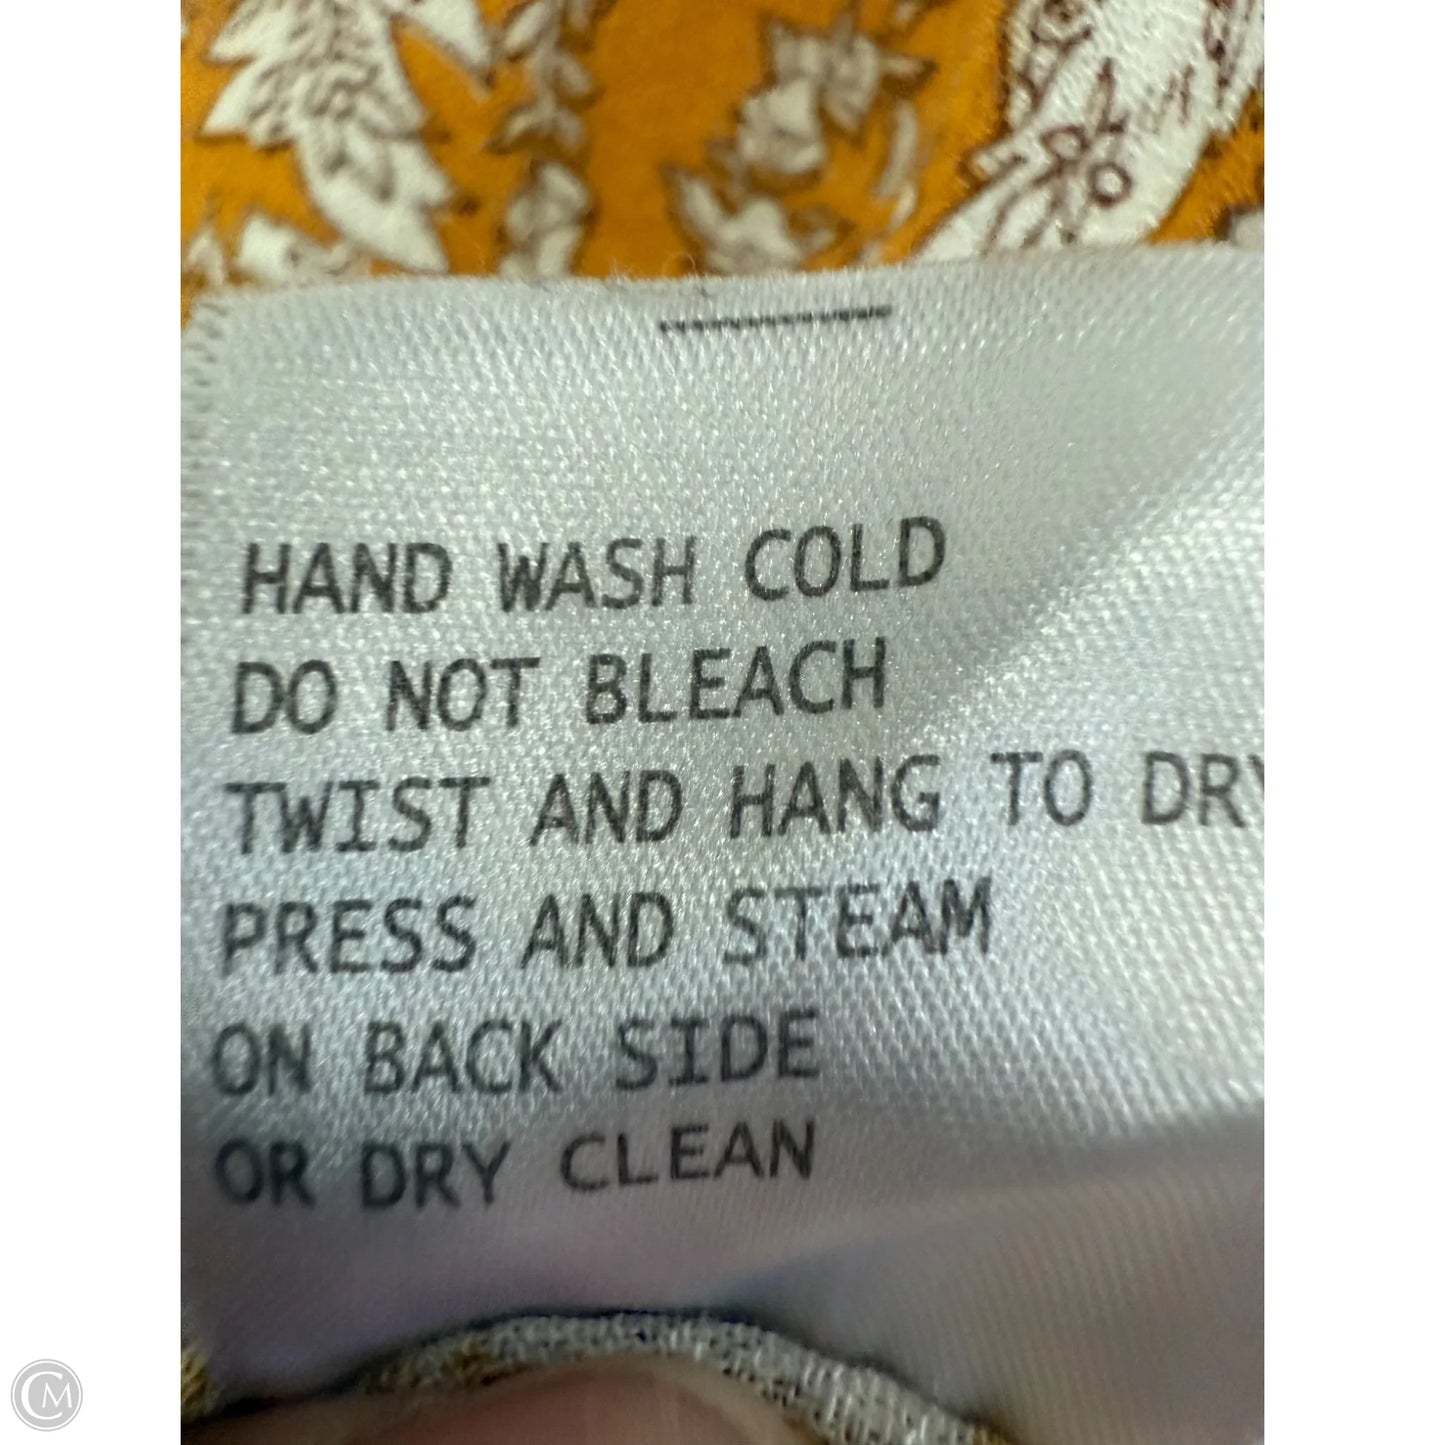 HAND WASH COLD
DO NOT BLEACH
TWIST AND HANG TO DRY
PRESS AND STEAM
ON BACK SIDE
OR DRY CLEAN
CM